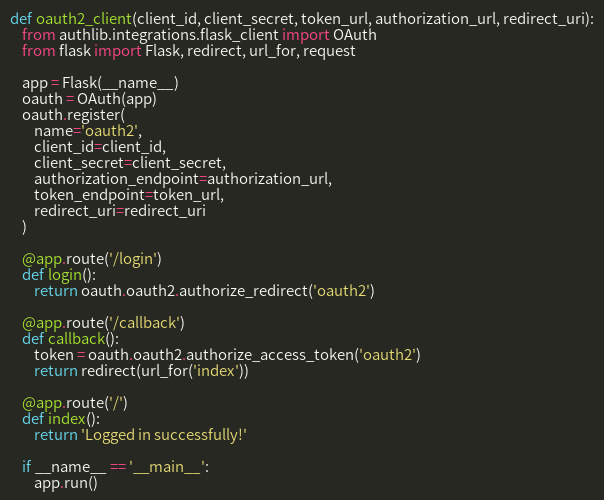 def oauth2_client(client_id, client_secret, token_url, authorization_url, redirect_uri):
from authlib.integrations.flask_client import OAuth
from flask import Flask, redirect, url_for, request
app = Flask(__name__)
oauth = OAuth(app)
oauth.register(
name='oauth2',
client_id=client_id,
client_secret=client_secret,
authorization_endpoint=authorization_url,
token_endpoint=token_url,
redirect_uri=redirect_uri
)
@app.route('/login')
def login():
return oauth.oauth2.authorize_redirect('oauth2')
@app.route('/callback')
def callback():
token = oauth.oauth2.authorize_access_token('oauth2')
return redirect(url_for('index'))
@app.route('/')
def index():
return 'Logged in successfully!'
if __name__ == '__main__':
app.run()